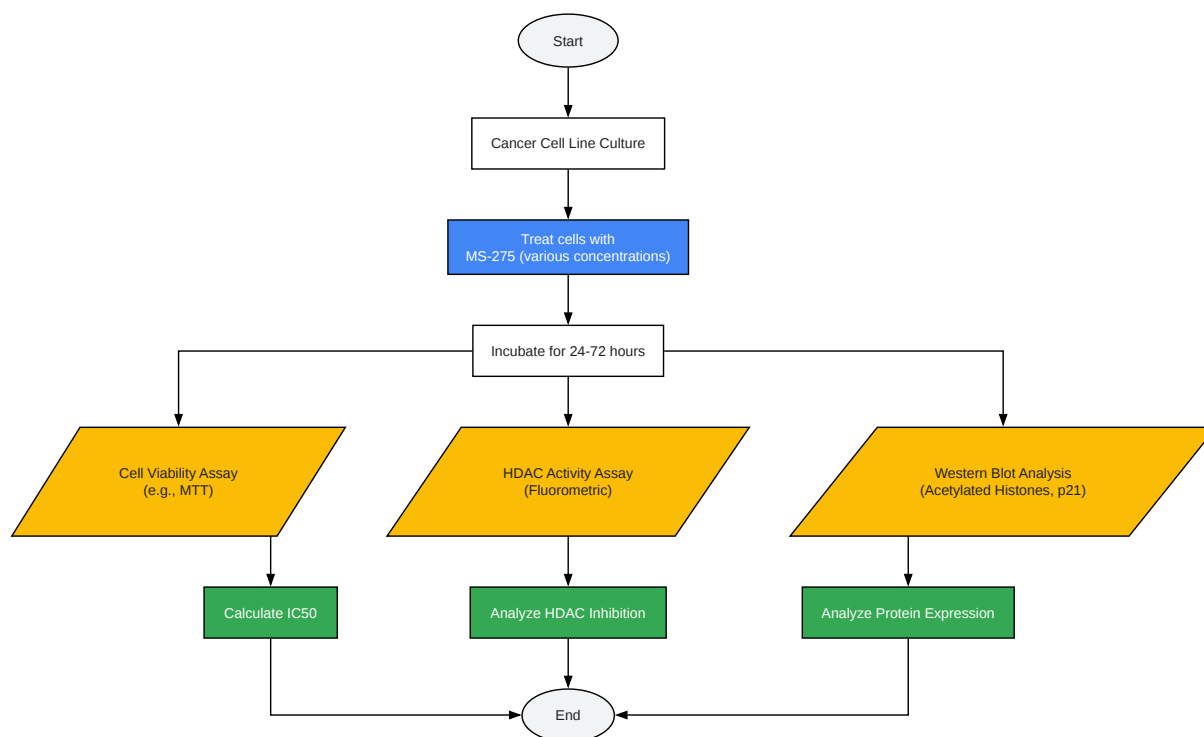 Start
Cancer Cell Line Culture
Treat cells with
MS-275 (various concentrations)
Incubate for 24-72 hours
Cell Viability Assay
(e.g., MTT)
HDAC Activity Assay
(Fluorometric)
Western Blot Analysis
(Acetylated Histones, p21)
Calculate IC50
Analyze HDAC Inhibition
Analyze Protein Expression
End